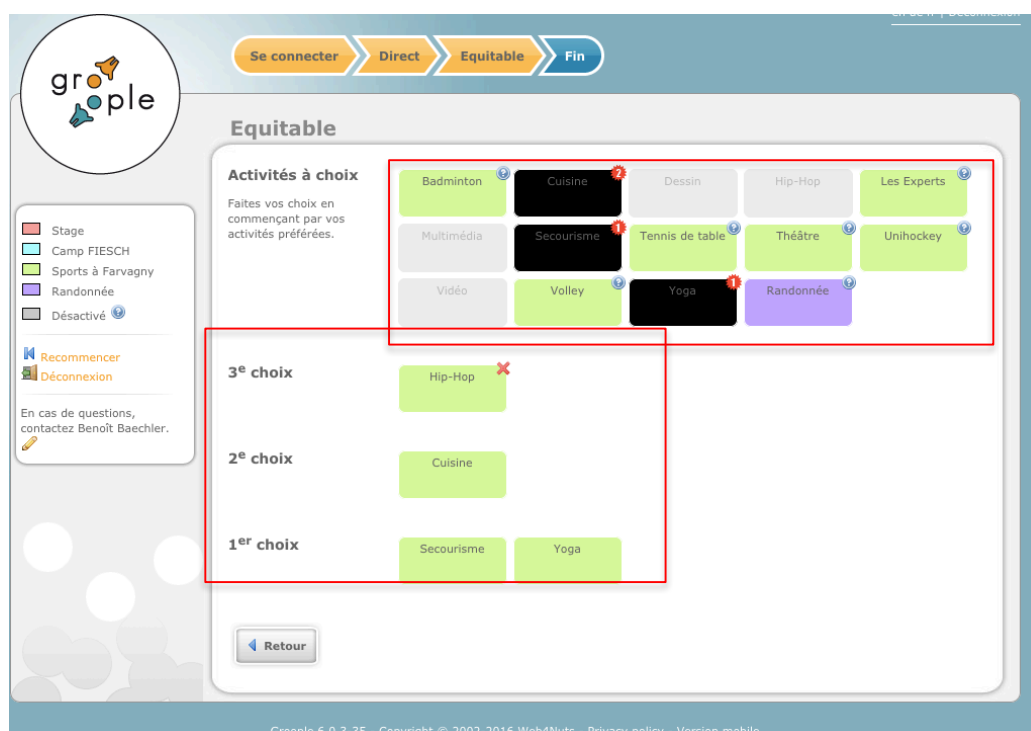 groople
Se connecter
Direct
Equitable
Fin
Equitable
Activités à choix
Faites vos choix en
commençant par vos
activités préférées.
Badminton
Cuisine
2
Dessin
Hip-Hop
Les Experts
Multimédia
Secourisme
1
Tennis de table
Théâtre
Unihockey
Vidéo
Volley
Yoga
1
Randonnée
Stage
Camp FIESCH
Sports à Farvagny
Randonnée
Désactivé
Recommencer
Déconnexion
En cas de questions,
contactez Benoît Baechler.
3e choix
Hip-Hop
2e choix
Cuisine
1er choix
Secourisme
Yoga
Retour